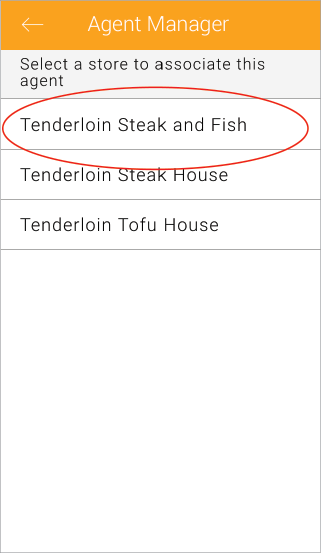 Agent Manager
Select a store to associate this
agent
Tenderloin Steak and Fish
Tenderloin Steak House
Tenderloin Tofu House